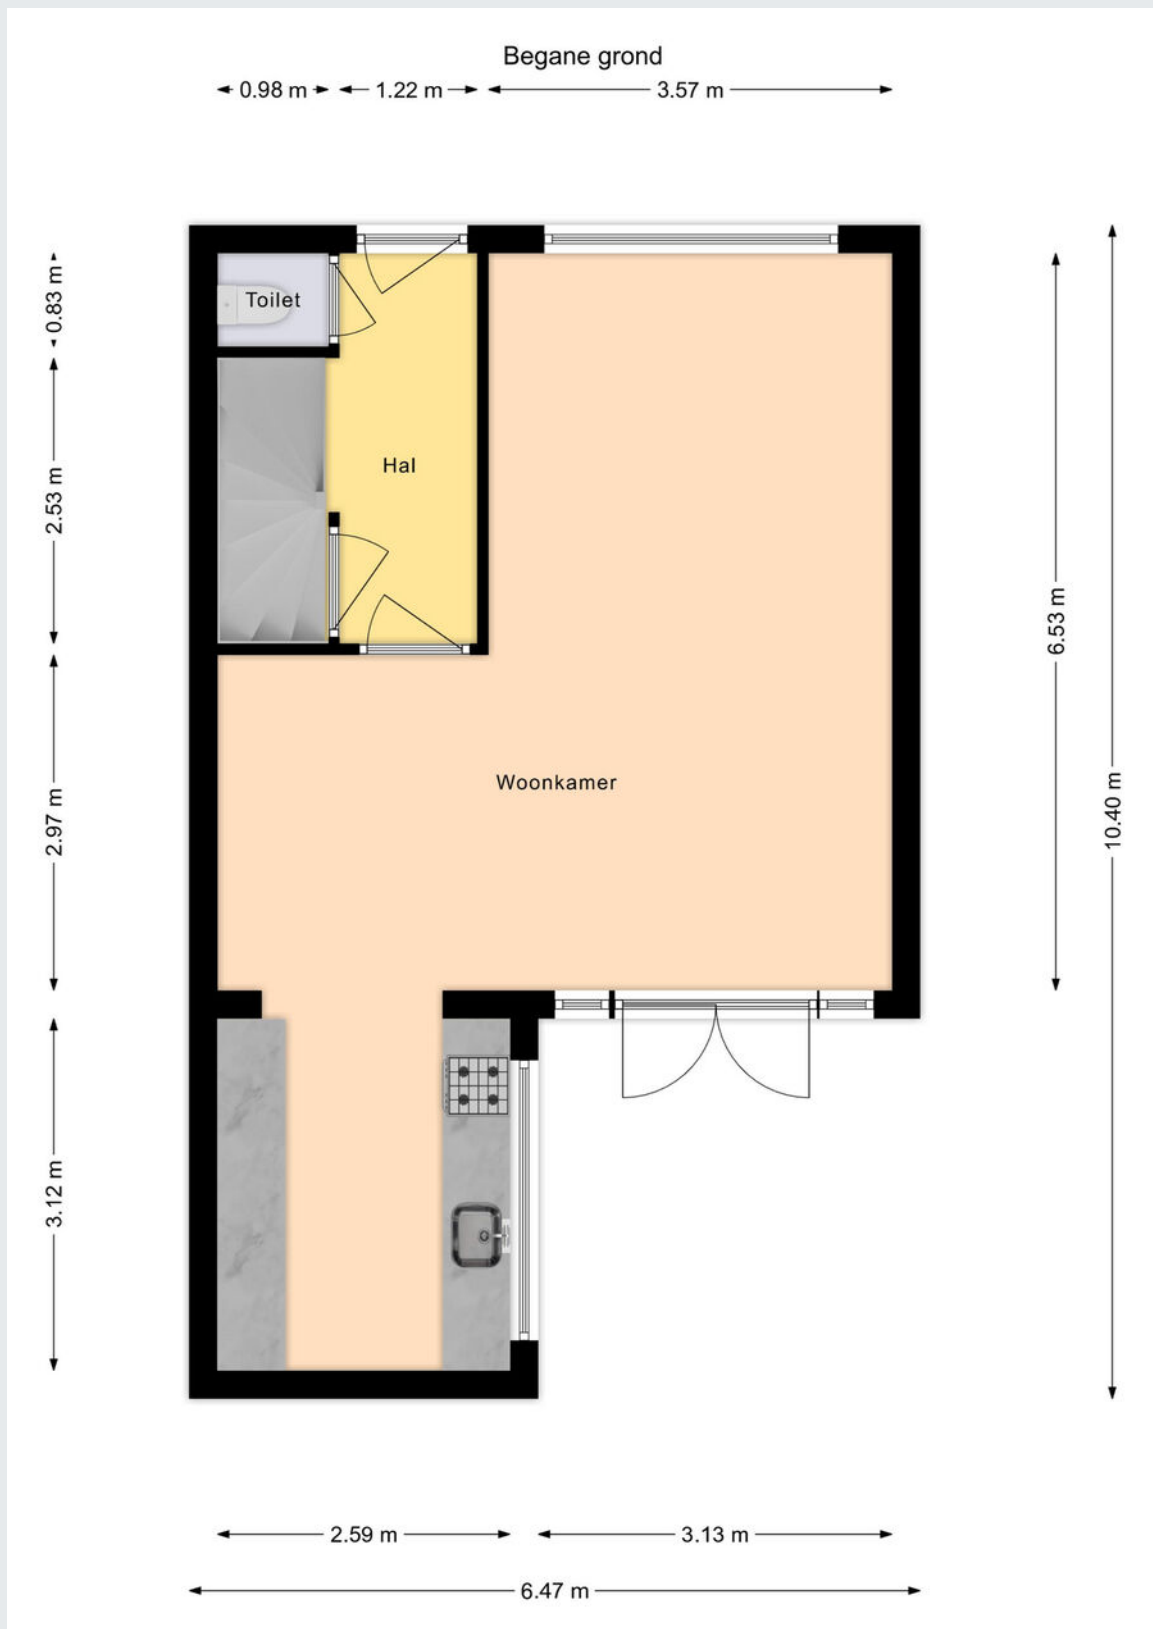 Begane grond
0.98 m
1.22 m
3.57 m
0.83 m
Toilet
Hal
2.53 m
6.53 m
Woonkamer
2.97 m
10.40 m
3.12 m
2.59 m
3.13 m
6.47 m